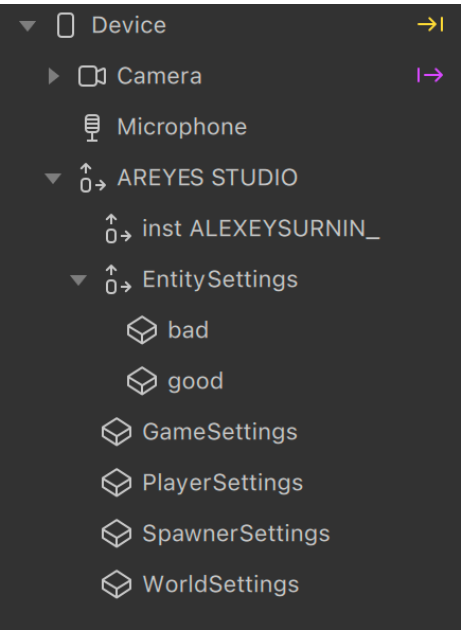 Device
Camera
Microphone
AREYES STUDIO
inst ALEXEYSURNIN_
EntitySettings
bad
good
GameSettings
PlayerSettings
SpawnerSettings
WorldSettings